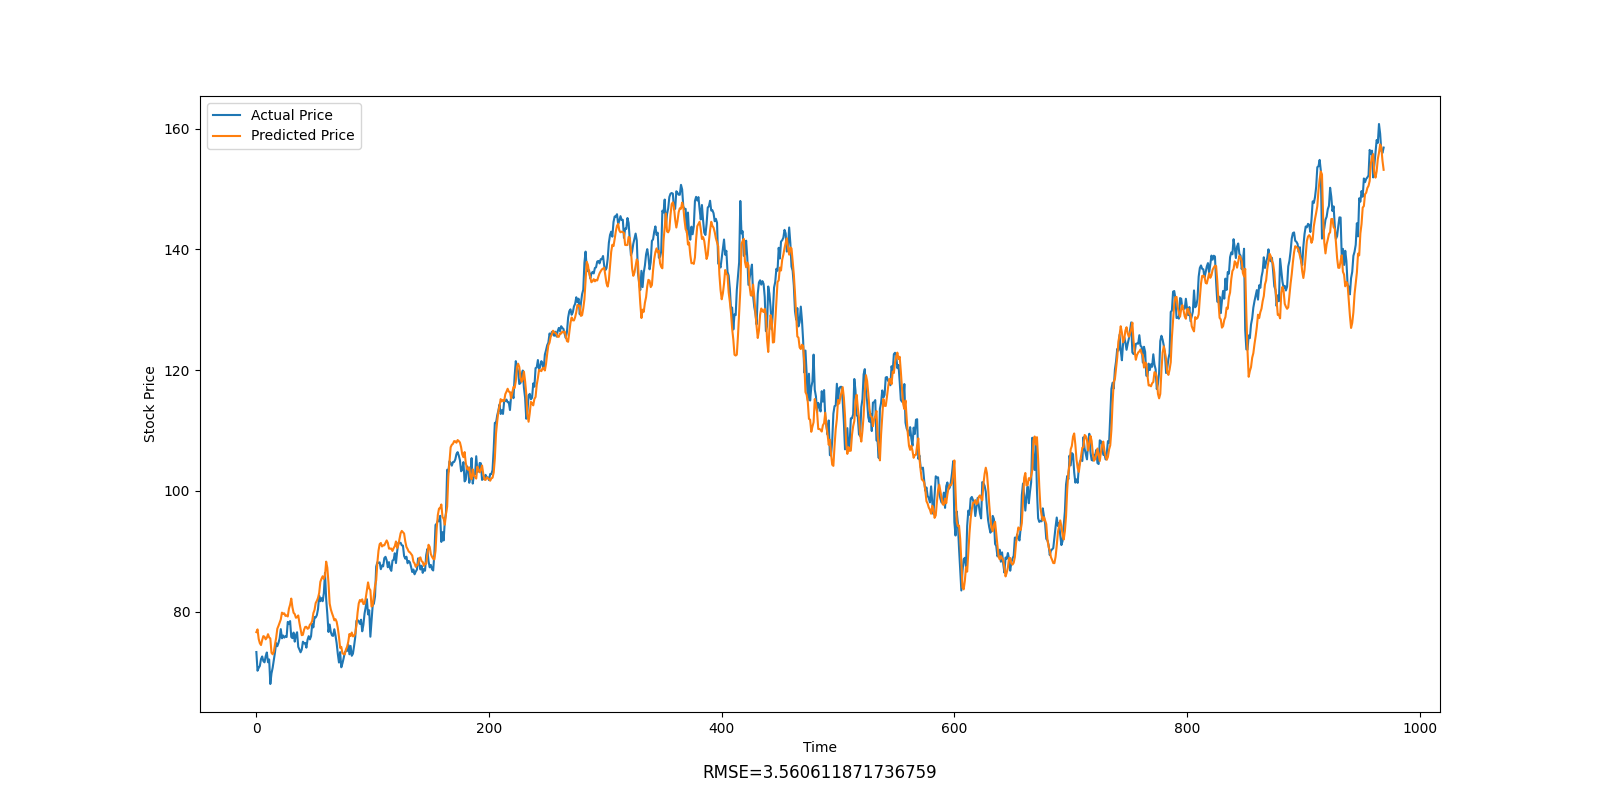 Actual Price
Predicted Price
160
140
120
100
80
Stock Price
0 200 400 600 800 1000
Time
RMSE=3.560611871736759